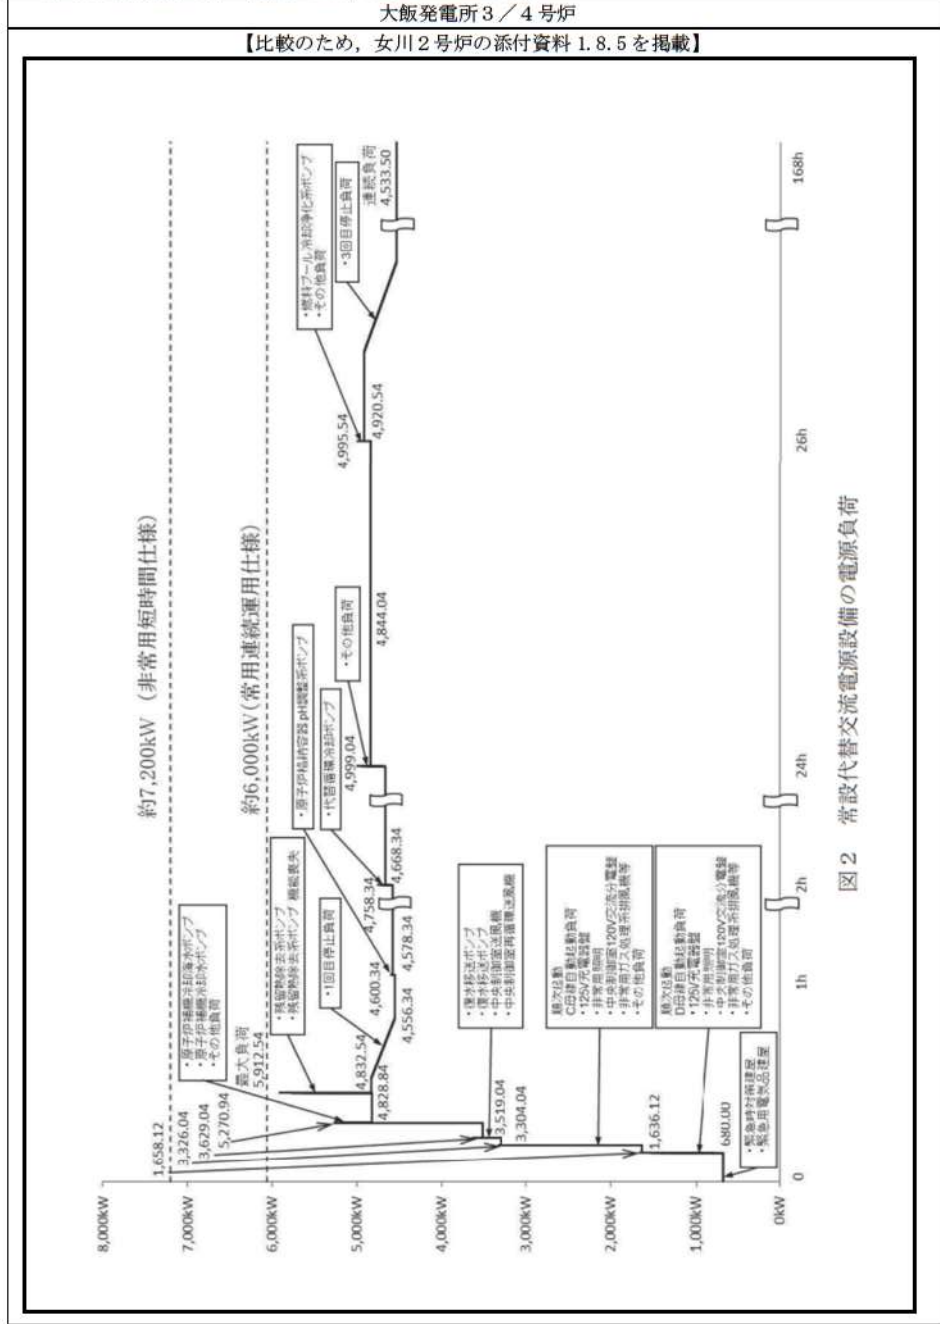 大飯発電所3／4号炉
【比較のため，女川2号炉の添付資料 1.8.5 を掲載】
約7,200kW（非常用短時間仕様）
約6,000kW（常用連続運用仕様）
8,000kW
7,000kW
6,000kW
5,000kW
4,000kW
3,000kW
2,000kW
1,000kW
0kW
0
1h
2h
24h
26h
168h
1,658.12
3,326.04
3,629.04
5,270.94
最大負荷
5,912.54
・原子炉補機冷却海水ポンプ
・原子炉補機冷却水ポンプ
・その他負荷
・残留熱除去系ポンプ
・残留熱除去系ポンプ 機能喪失
・1回目停止負荷
4,832.54
4,828.84
4,600.34
4,556.34
4,758.34
4,578.34
4,668.34
・原子炉格納容器pH調整系ポンプ
・代替循環冷却ポンプ
・その他負荷
4,999.04
4,844.04
4,995.54
4,920.54
・燃料プール冷却浄化系ポンプ
・その他負荷
・3回目停止負荷
連続負荷
4,533.50
3,519.04
3,304.04
1,636.12
680.00
・復水移送ポンプ
・復水移送ポンプ
・中央制御室送風機
・中央制御室再循環送風機
順次起動
C母線自動起動負荷
・125V充電器盤
・非常用照明
・中央制御室120V交流分電盤
・非常用ガス処理系排風機等
・その他負荷
順次起動
D母線自動起動負荷
・125V充電器盤
・非常用照明
・中央制御室120V交流分電盤
・非常用ガス処理系排風機等
・その他負荷
・緊急時対策建屋
・緊急用電気品建屋
図2　常設代替交流電源設備の電源負荷